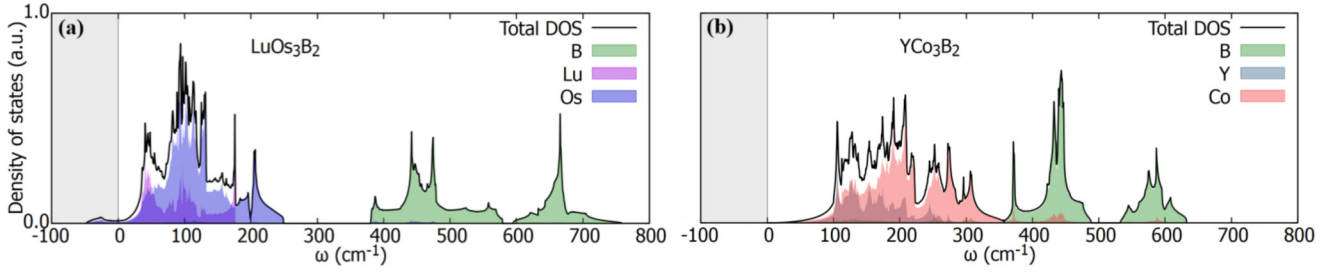 (a)
LuOs3B2
Total DOS
B
Lu
Os
Density of states (a.u.)
1.0
0.5
0.0
-100 0 100 200 300 400 500 600 700 800
ω (cm-1)
(b)
YCo3B2
Total DOS
B
Y
Co
-100 0 100 200 300 400 500 600 700 800
ω (cm-1)